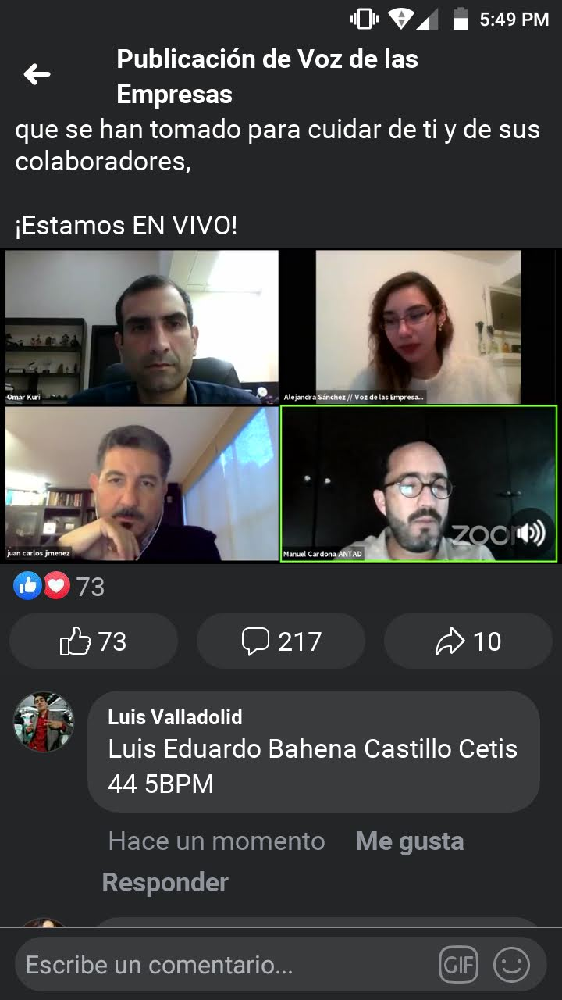 5:49 PM
Publicación de Voz de las
Empresas
que se han tomado para cuidar de ti y de sus
colaboradores,
¡Estamos EN VIVO!
Omar Kuri
Alejandra Sánchez // Voz de las Empresa...
juan carlos jimenez
Manuel Cardona ANTAD
zoom
73
73
217
10
Luis Valladolid
Luis Eduardo Bahena Castillo Cetis
44 5BPM
Hace un momento Me gusta
Responder
Escribe un comentario...
GIF